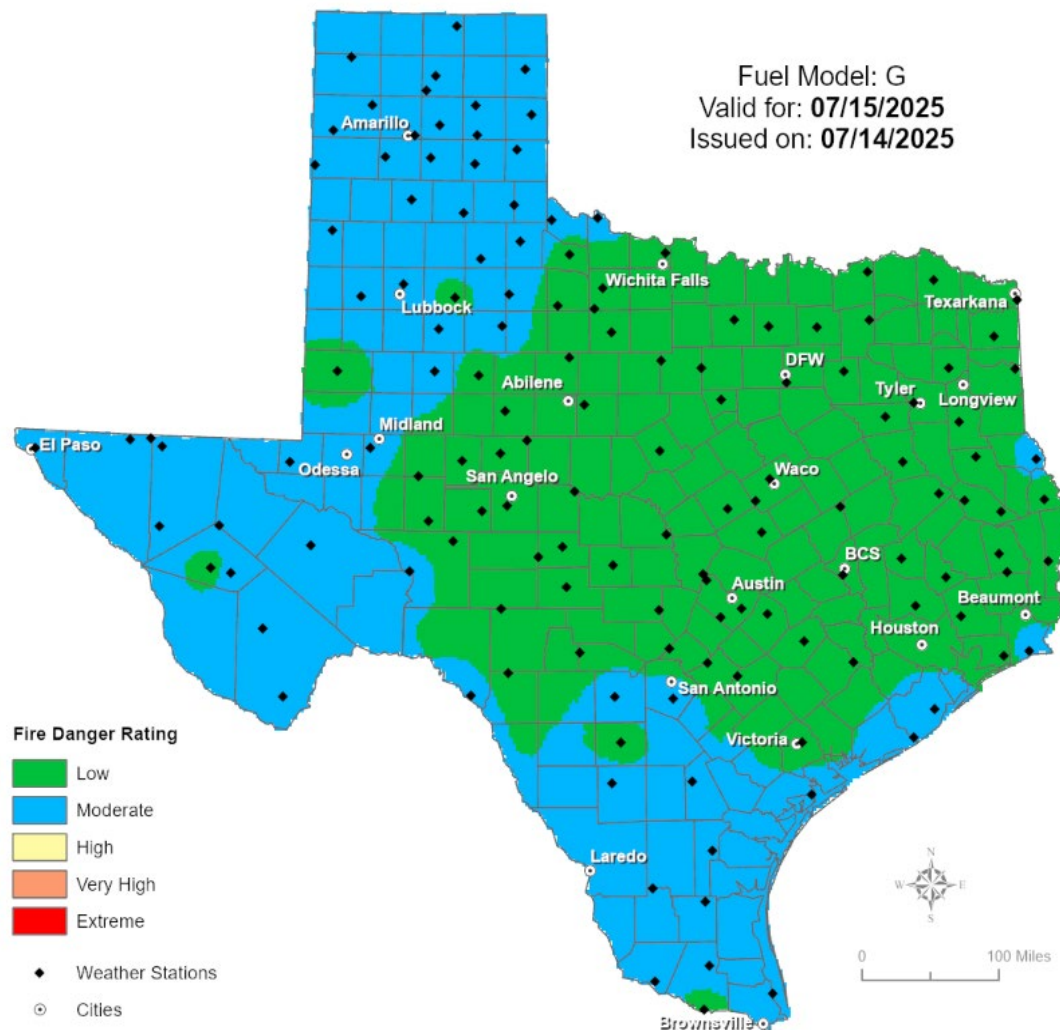 Fuel Model: G
Valid for: 07/15/2025
Issued on: 07/14/2025
Amarillo
Wichita Falls
Lubbock
Texarkana
DFW
Abilene
Tyler
Longview
Midland
El Paso
Odessa
San Angelo
Waco
BCS
Austin
Beaumont
Houston
San Antonio
Victoria
Laredo
Brownsville
Fire Danger Rating
Low
Moderate
High
Very High
Extreme
Weather Stations
Cities
N
W E
S
0 100 Miles